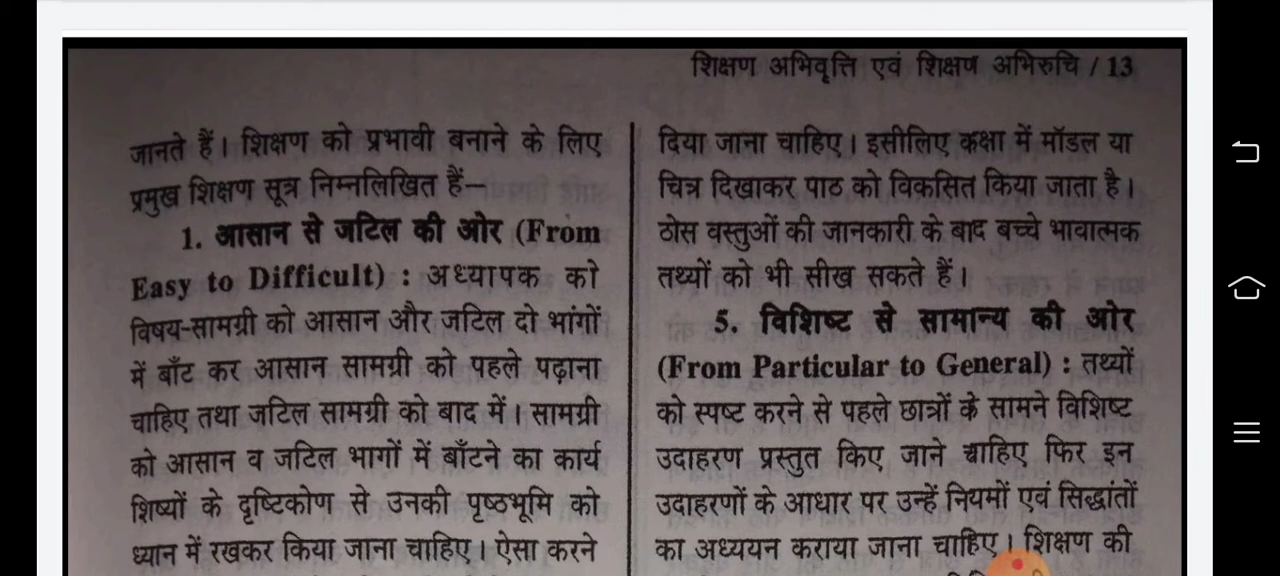 शिक्षण अभिवृत्ति एवं शिक्षण अभिरुचि / 13
जानते हैं। शिक्षण को प्रभावी बनाने के लिए
प्रमुख शिक्षण सूत्र निम्नलिखित हैं—
1. आसान से जटिल की ओर (From
Easy to Difficult) : अध्यापक को
विषय-सामग्री को आसान और जटिल दो भांगों
में बाँट कर आसान सामग्री को पहले पढ़ाना
चाहिए तथा जटिल सामग्री को बाद में। सामग्री
को आसान व जटिल भागों में बाँटने का कार्य
शिष्यों के दृष्टिकोण से उनकी पृष्ठभूमि को
ध्यान में रखकर किया जाना चाहिए। ऐसा करने
दिया जाना चाहिए। इसीलिए कक्षा में मॉडल या
चित्र दिखाकर पाठ को विकसित किया जाता है।
ठोस वस्तुओं की जानकारी के बाद बच्चे भावात्मक
तथ्यों को भी सीख सकते हैं।
5. विशिष्ट से सामान्य की ओर
(From Particular to General) : तथ्यों
को स्पष्ट करने से पहले छात्रों के सामने विशिष्ट
उदाहरण प्रस्तुत किए जाने चाहिए फिर इन
उदाहरणों के आधार पर उन्हें नियमों एवं सिद्धांतों
का अध्ययन कराया जाना चाहिए। शिक्षण की